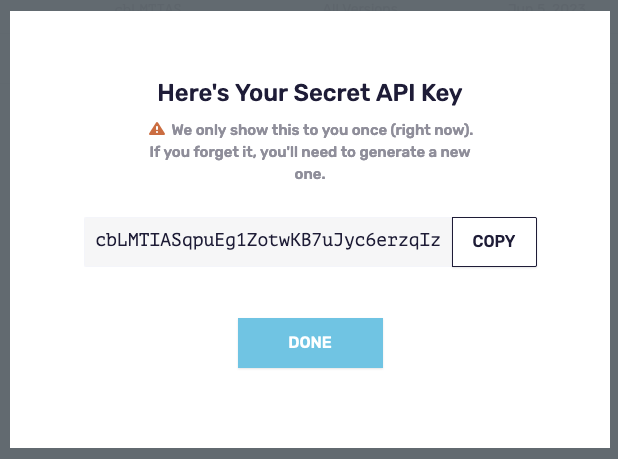 Here's Your Secret API Key
We only show this to you once (right now).
If you forget it, you'll need to generate a new
one.
cbLMTIASqpuEg1ZotwKB7uJyc6erzqIz
COPY
DONE